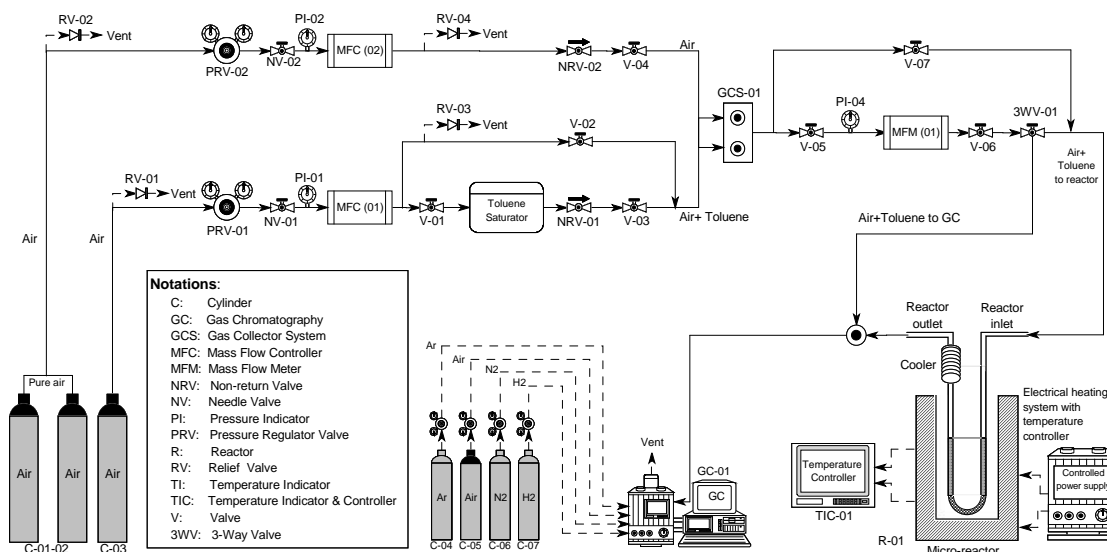 RV-02
Vent
PI-02
RV-04
Vent
PRV-02
NV-02
MFC (02)
NRV-02
V-04
Air
V-07
GCS-01
PI-04
3WV-01
V-05
MFM (01)
V-06
Air+
Toluene
to reactor
RV-03
Vent
V-02
RV-01
Vent
PI-01
PRV-01
NV-01
MFC (01)
V-01
Toluene
Saturator
NRV-01
V-03
Air+ Toluene
Air
Air
Air+Toluene to GC
Notations:
C: Cylinder
GC: Gas Chromatography
GCS: Gas Collector System
MFC: Mass Flow Controller
MFM: Mass Flow Meter
NRV: Non-return Valve
NV: Needle Valve
PI: Pressure Indicator
PRV: Pressure Regulator Valve
R: Reactor
RV: Relief Valve
TI: Temperature Indicator
TIC: Temperature Indicator & Controller
V: Valve
3WV: 3-Way Valve
Pure air
Air
Air
Air
C-01-02
C-03
Ar
Air
N2
H2
Ar
Air
N2
H2
C-04
C-05
C-06
C-07
Vent
GC-01
GC
Reactor
outlet
Reactor
inlet
Cooler
Electrical heating
system with
temperature
controller
Temperature
Controller
TIC-01
Controlled
power supply
R-01
Micro-reactor